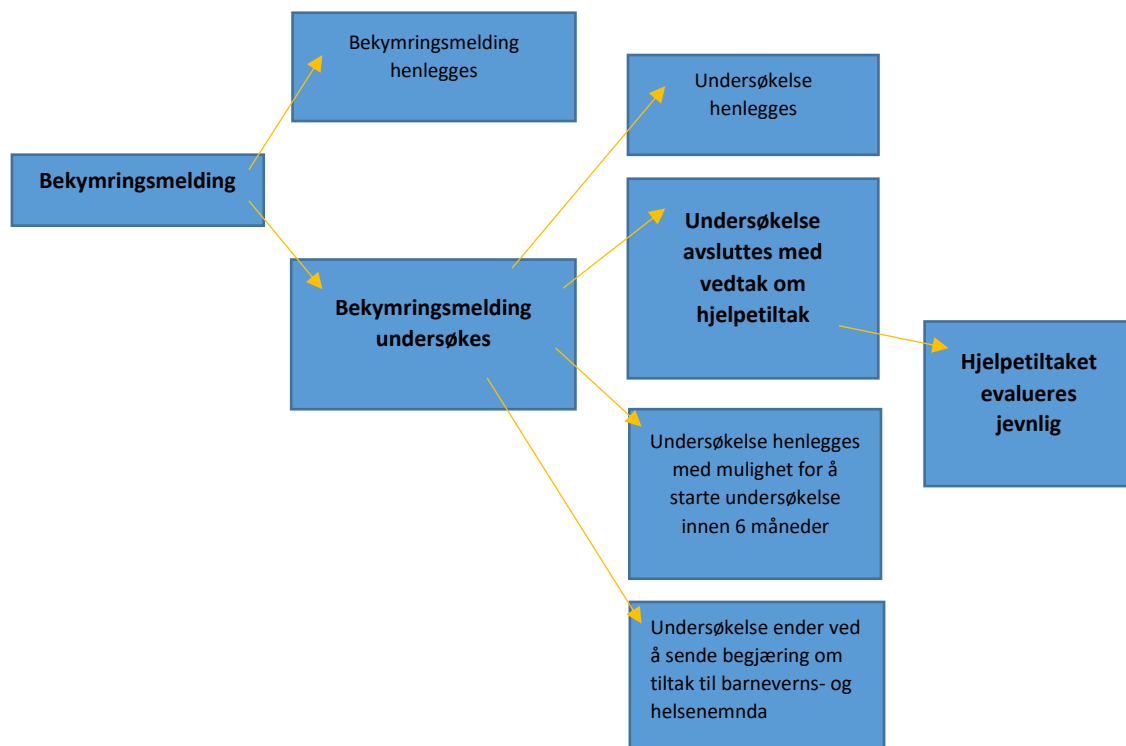 Bekymringsmelding
Bekymringsmelding
henlegges
Bekymringsmelding
undersøkes
Undersøkelse
henlegges
Undersøkelse
avsluttes med
vedtak om
hjelpetiltak
Hjelpetiltaket
evalueres
jevnlig
Undersøkelse henlegges
med mulighet for å
starte undersøkelse
innen 6 måneder
Undersøkelse ender ved
å sende begjæring om
tiltak til barneverns- og
helsenemnda